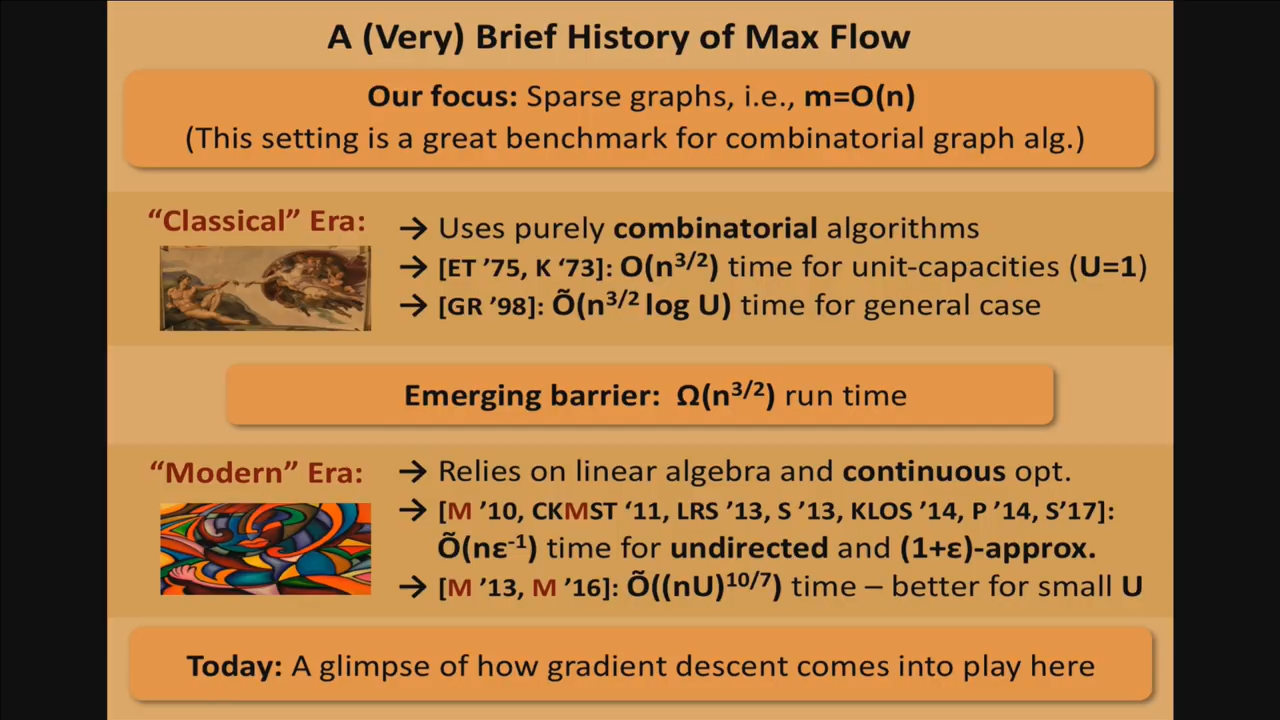 A (Very) Brief History of Max Flow
Our focus: Sparse graphs, i.e., m=O(n)
(This setting is a great benchmark for combinatorial graph alg.)
“Classical” Era:
→ Uses purely combinatorial algorithms
→ [ET ’75, K ‘73]: O(n³/²) time for unit-capacities (U=1)
→ [GR ’98]: Õ(n³/² log U) time for general case
Emerging barrier: Ω(n³/²) run time
“Modern” Era:
→ Relies on linear algebra and continuous opt.
→ [M ’10, CKMST ‘11, LRS ’13, S ’13, KLOS ’14, P ’14, S’17]:
Õ(nε⁻¹) time for undirected and (1+ε)-approx.
→ [M ’13, M ’16]: Õ((nU)¹⁰/⁷) time – better for small U
Today: A glimpse of how gradient descent comes into play here